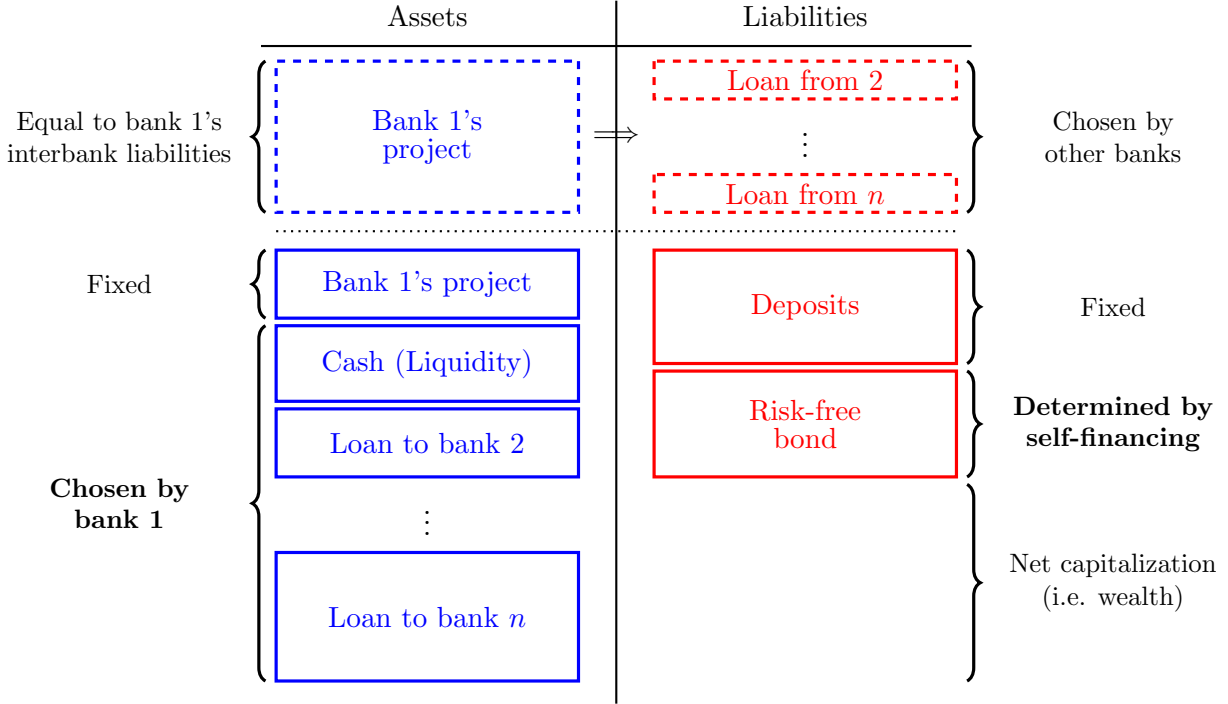 Assets
Liabilities
Equal to bank 1's
interbank liabilities
Bank 1's
project
⟹
Loan from 2
⋮
Loan from n
Chosen by
other banks
Fixed
Bank 1's project
Deposits
Fixed
Cash (Liquidity)
Loan to bank 2
Risk-free
bond
Determined by
self-financing
Chosen by
bank 1
⋮
Loan to bank n
Net capitalization
(i.e. wealth)